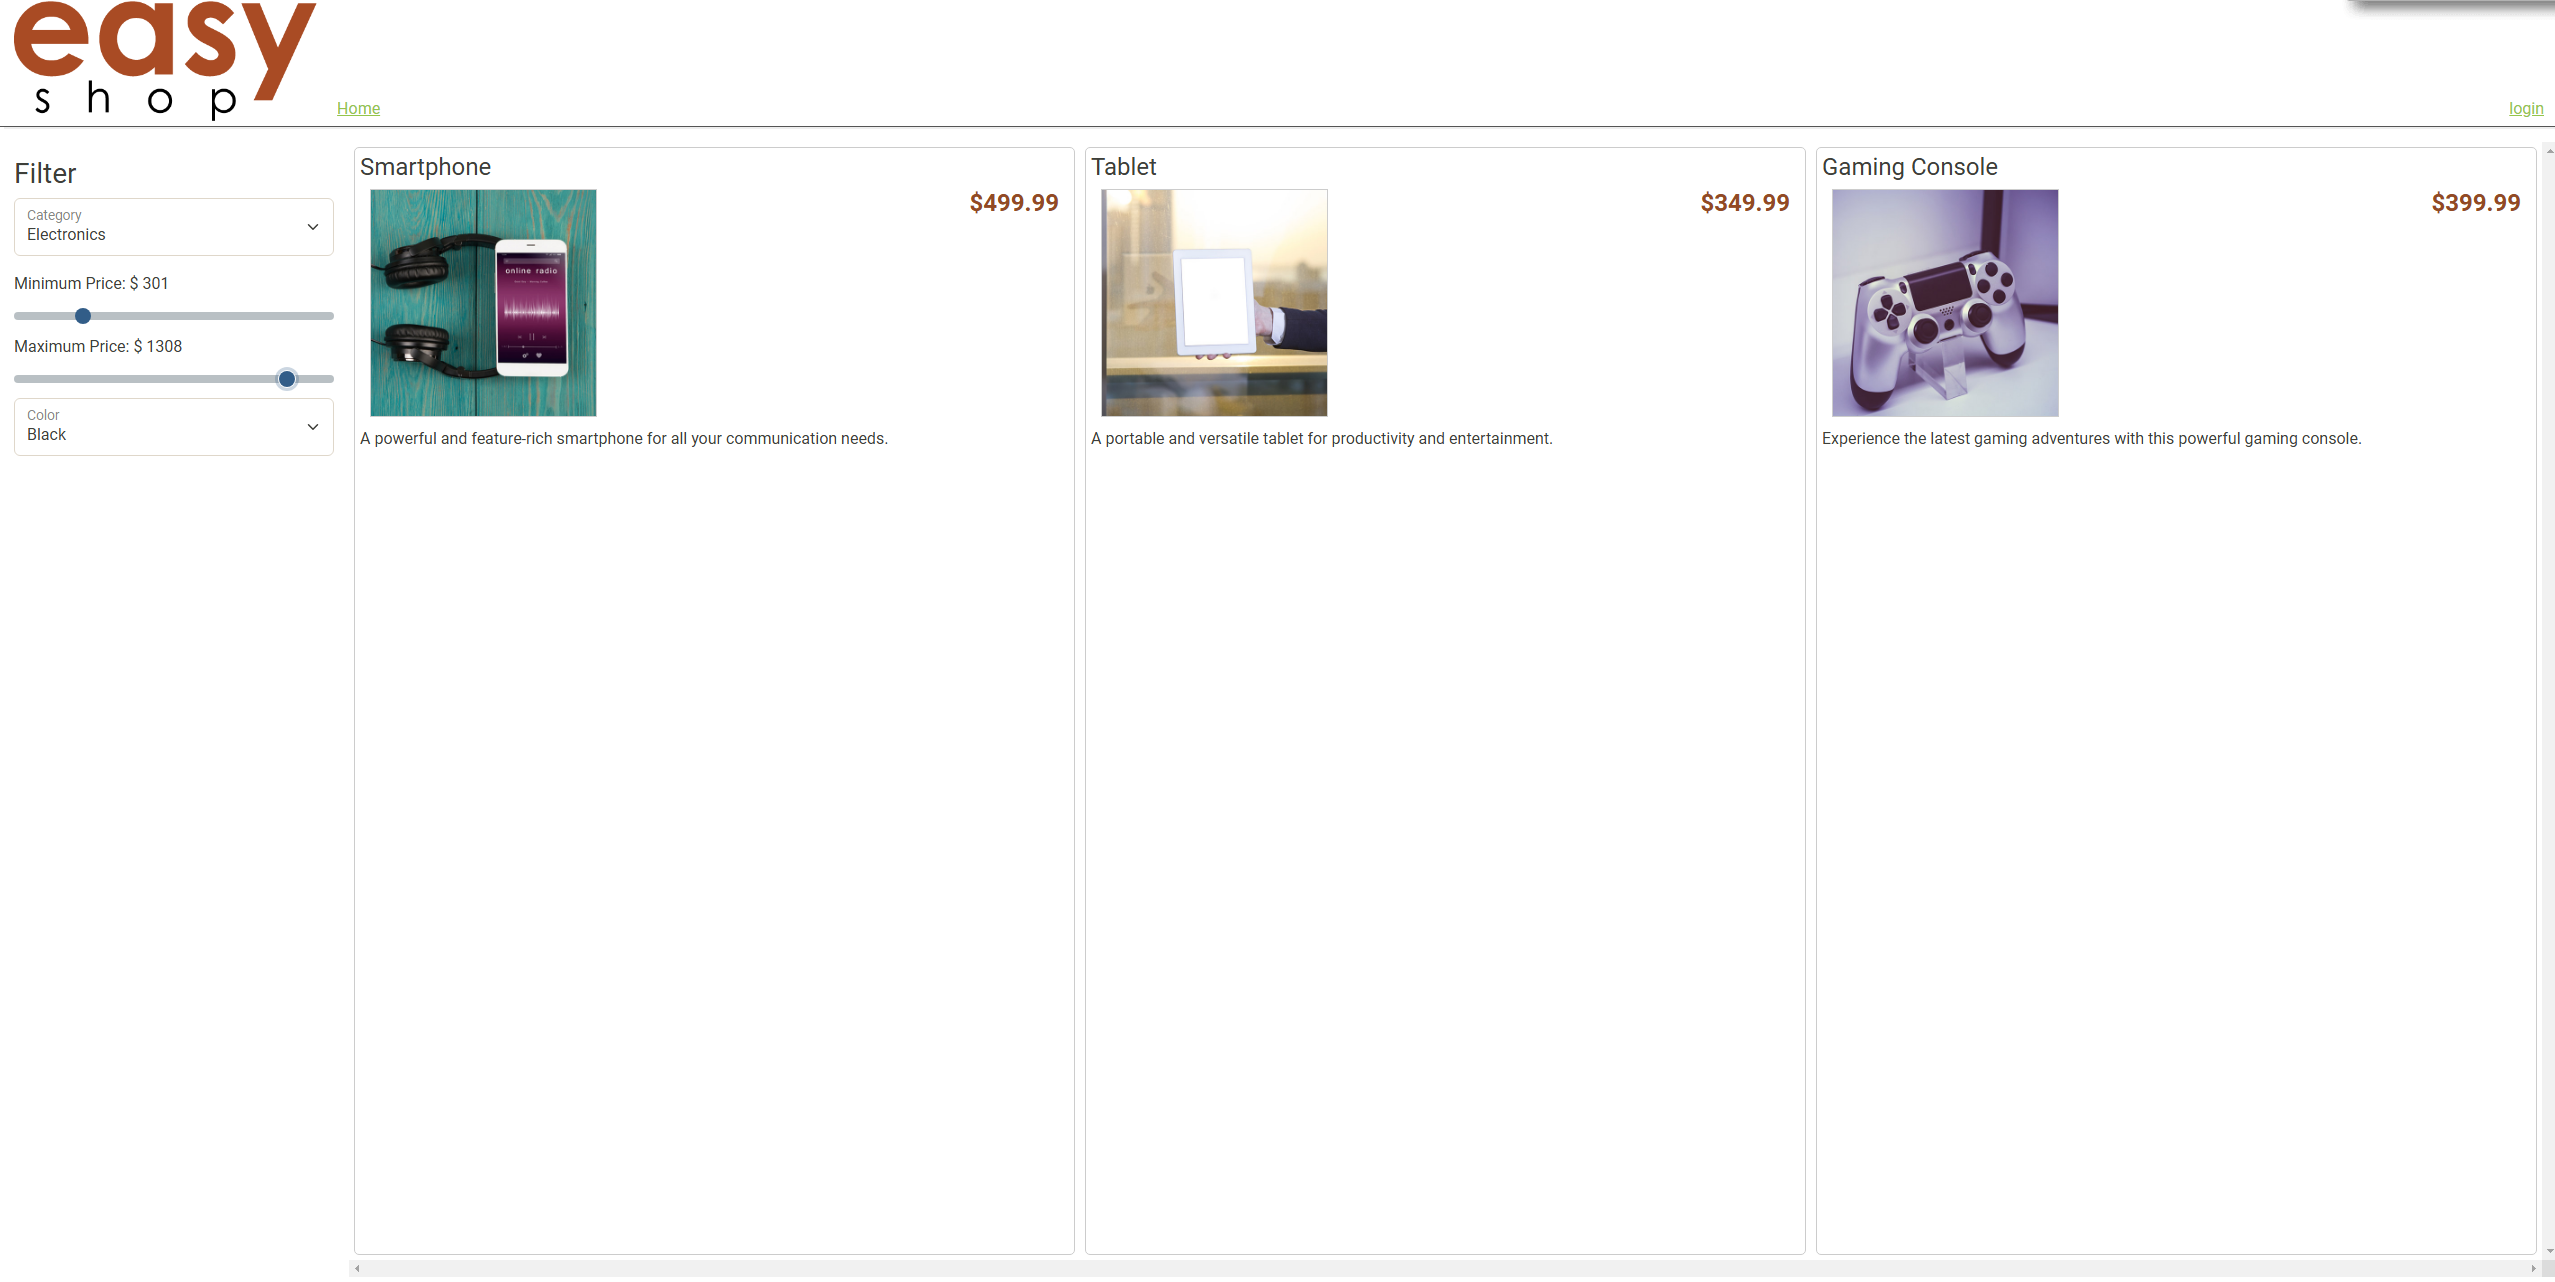 easy
shop
Home
login
Filter
Category
Electronics
Minimum Price: $ 301
Maximum Price: $ 1308
Color
Black
Smartphone
$499.99
online radio
A powerful and feature-rich smartphone for all your communication needs.
Tablet
$349.99
A portable and versatile tablet for productivity and entertainment.
Gaming Console
$399.99
Experience the latest gaming adventures with this powerful gaming console.